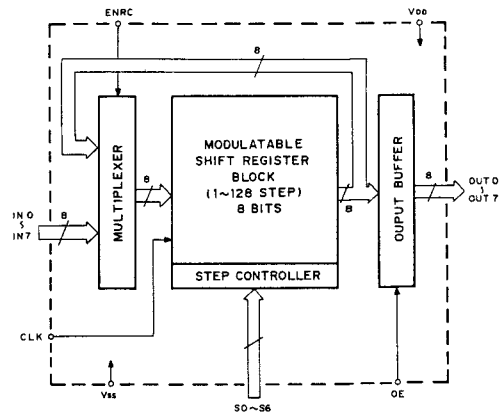 ENRC
VDD
8
MULTIPLEXER
8
MODULATABLE
SHIFT REGISTER
BLOCK
(1~128 STEP)
8 BITS
STEP CONTROLLER
8
OUPUT BUFFER
8
OUT 0
OUT 7
IN 0
IN 7
8
CLK
VSS
S0~S6
OE